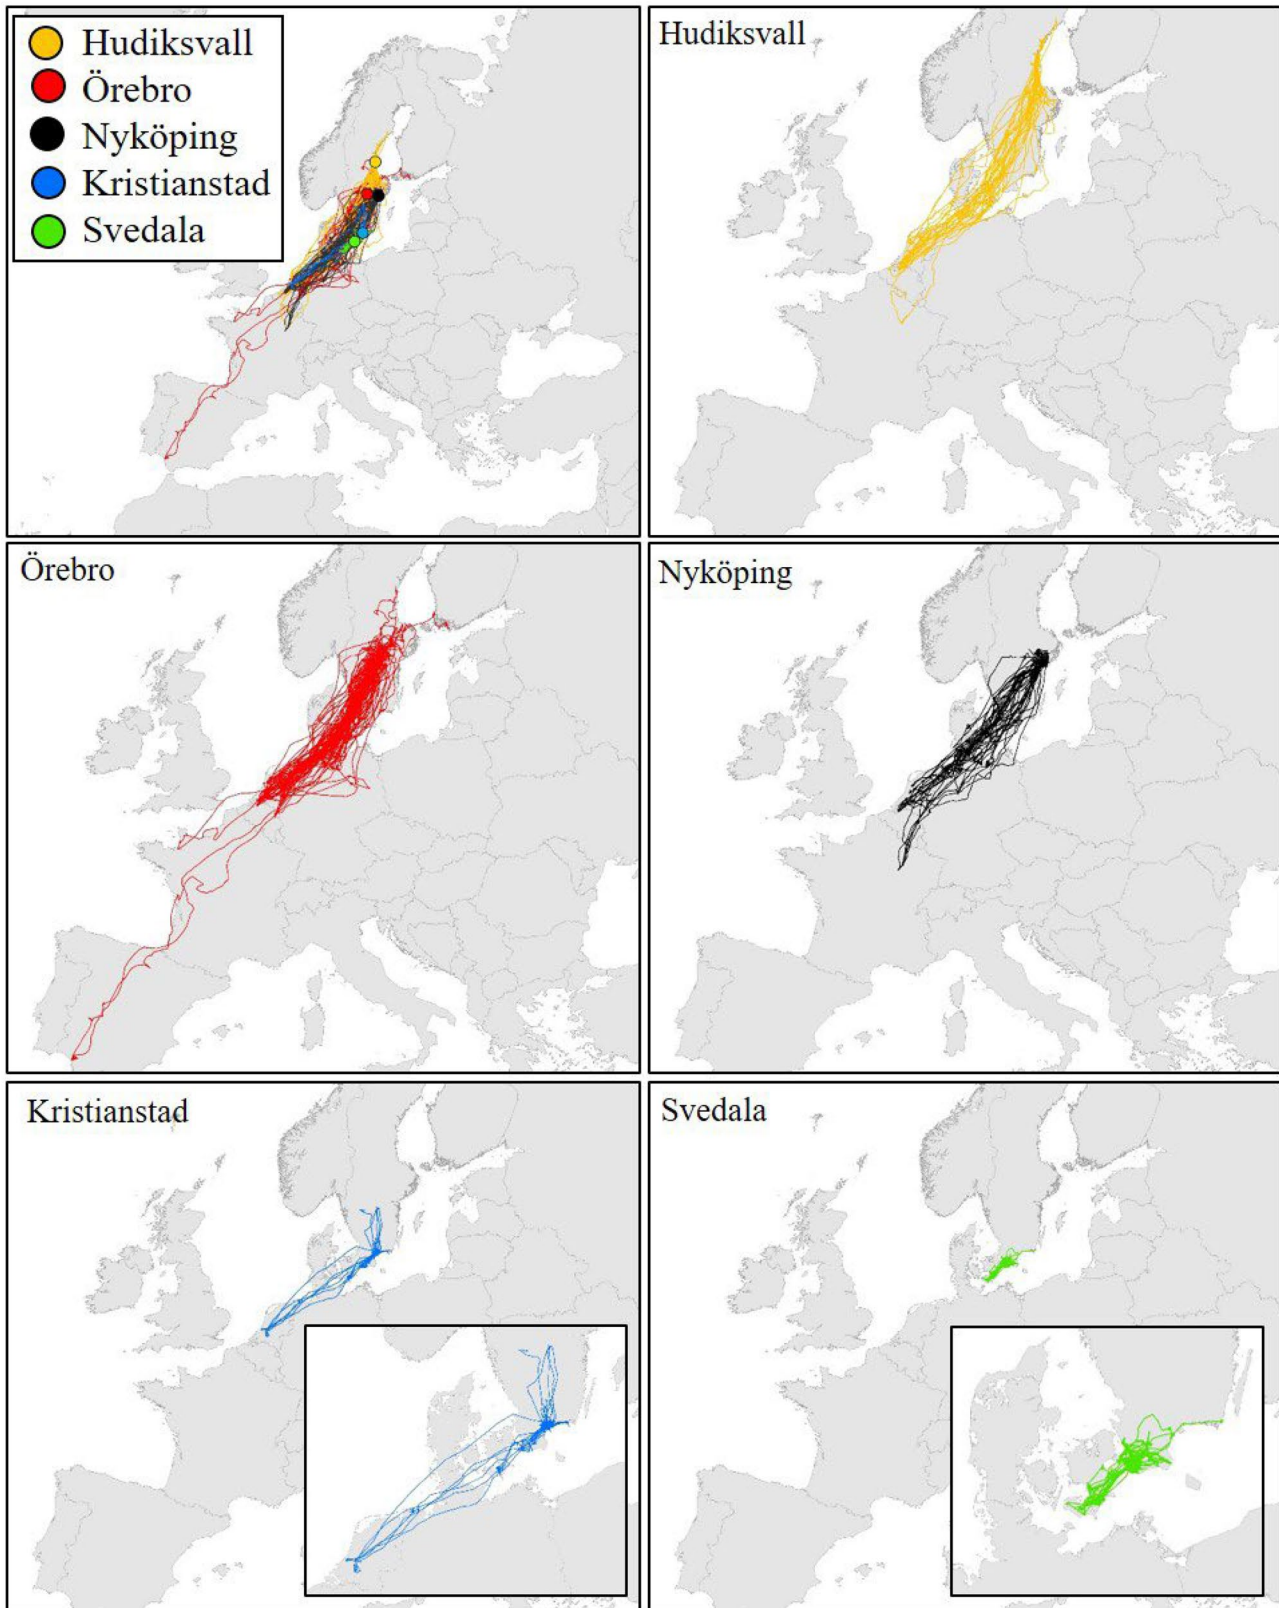 Hudiksvall
Örebro
Nyköping
Kristianstad
Svedala
Hudiksvall
Örebro
Nyköping
Kristianstad
Svedala